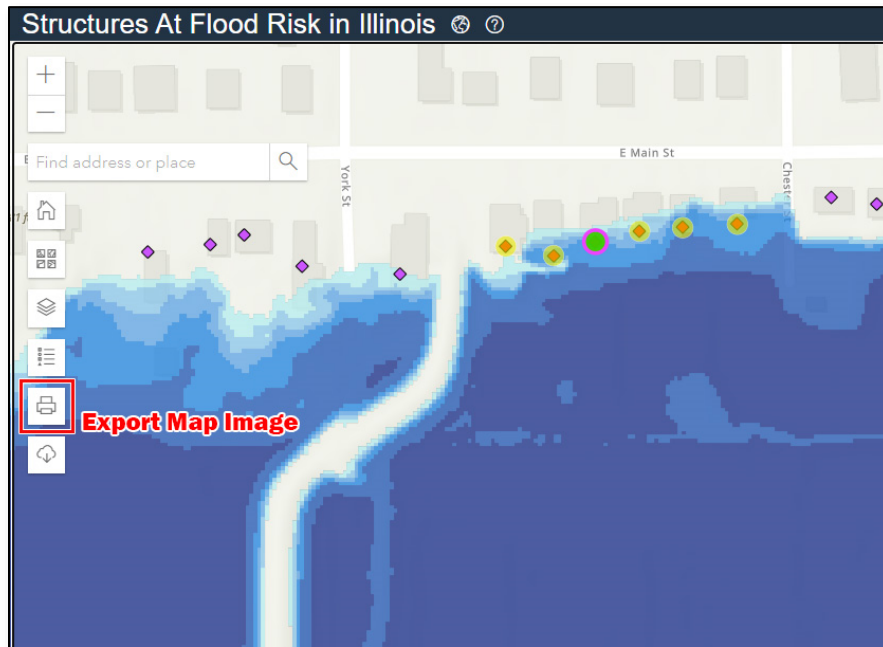 Structures At Flood Risk in Illinois
E Main St
Find address or place
York St
Export Map Image